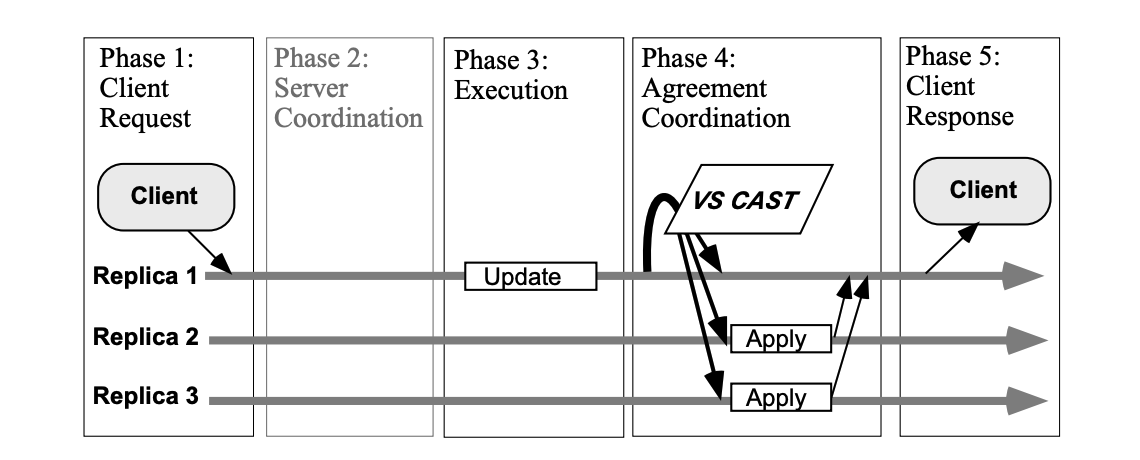 Phase 1:
Client
Request
Phase 2:
Server
Coordination
Phase 3:
Execution
Phase 4:
Agreement
Coordination
Phase 5:
Client
Response
Client
VS CAST
Client
Replica 1
Update
Replica 2
Apply
Replica 3
Apply